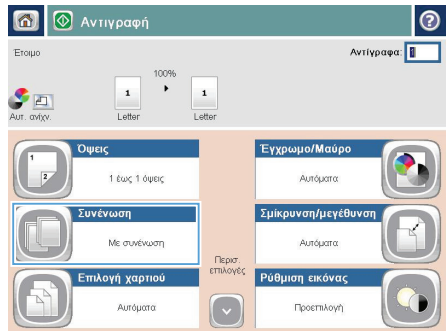 Αντιγραφή
Έτοιμο
Αντίγραφα:
100%
1
1
Αυτ. ανίχν.
Letter
Letter
Όψεις
1 έως 1 όψεις
Έγχρωμο/Μαύρο
Αυτόματα
Συνένωση
Με συνένωση
Σμίκρυνση/μεγέθυνση
Αυτόματα
Περισ.
επιλογές
Επιλογή χαρτιού
Αυτόματα
Ρύθμιση εικόνας
Προεπιλογή